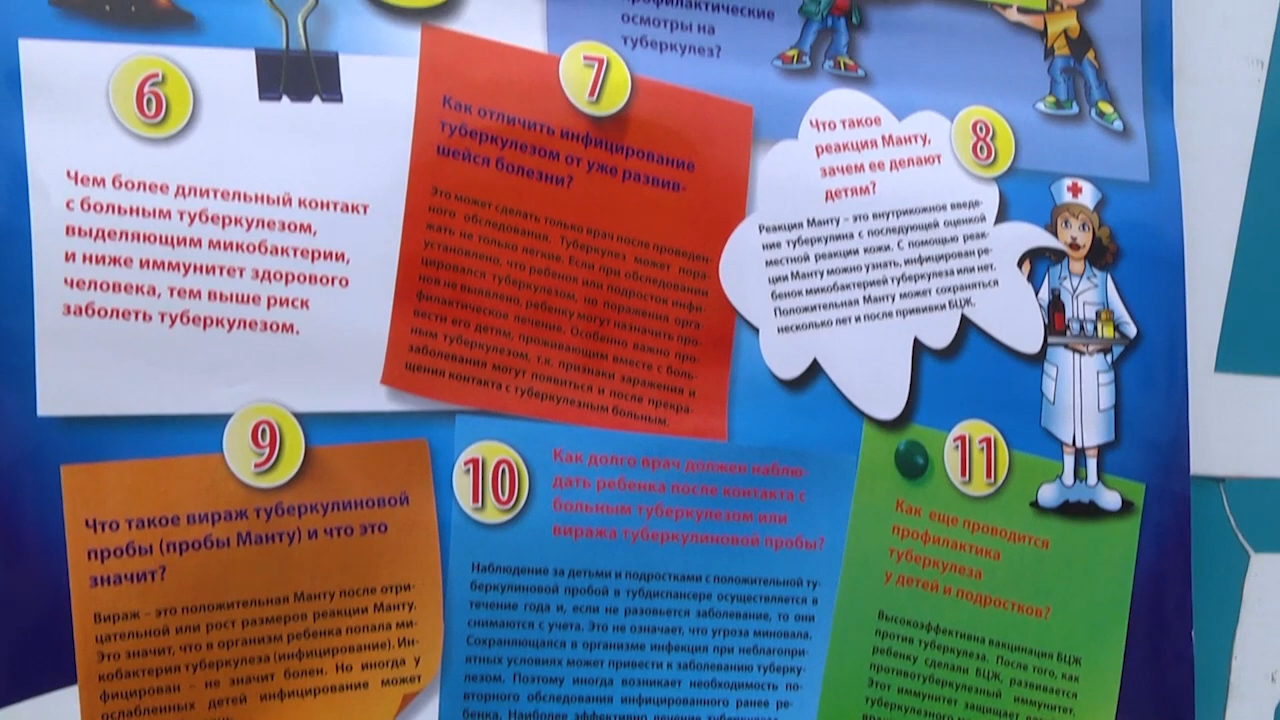 профилактические
осмотры на
туберкулез?
6
Чем более длительный контакт
с больным туберкулезом,
выделяющим микобактерии,
и ниже иммунитет здорового
человека, тем выше риск
заболеть туберкулезом.
7
Как отличить инфицирование
туберкулезом от уже развив-
шейся болезни?
Это может сделать только врач после проведен-
ного обследования. Туберкулез может пора-
жать не только легкие. Если при обследовании
установлено, что ребенок или подросток инфи-
цировался туберкулезом, но поражения орга-
нов не выявлено, ребенку могут назначить про-
филактическое лечение. Особенно важно про-
вести его детям, проживающим вместе с боль-
ным туберкулезом, т.к. признаки заражения и
заболевания могут появиться и после прекра-
щения контакта с туберкулезным больным.
8
Что такое
реакция Манту,
зачем ее делают
детям?
Реакция Манту – это внутрикожное введе-
ние туберкулина с последующей оценкой
местной реакции кожи. С помощью реак-
ции Манту можно узнать, инфицирован ре-
бенок микобактерией туберкулеза или нет.
Положительная Манту может сохраняться
несколько лет и после прививки БЦЖ.
9
Что такое вираж туберкулиновой
пробы (пробы Манту) и что это
значит?
Вираж – это положительная Манту после отри-
цательной или рост размеров реакции Манту.
Это значит, что в организм ребенка попала ми-
кобактерия туберкулеза (инфицирование). Ин-
фицирован – не значит болен. Но иногда у
ослабленных детей инфицирование может
10
Как долго врач должен наблю-
дать ребенка после контакта с
больным туберкулезом или
виража туберкулиновой пробы?
Наблюдение за детьми и подростками с положительной ту-
беркулиновой пробой в тубдиспансере осуществляется в
течение года и, если не разовьется заболевание, то они
снимаются с учета. Это не означает, что угроза миновала.
Сохраняющаяся в организме инфекция при неблагопри-
ятных условиях может привести к заболеванию туберку-
лезом. Поэтому иногда возникает необходимость по-
вторного обследования инфицированного ранее ре-
бенка. Наиболее эффективно лечение туберкулеза
11
Как еще проводится
профилактика
туберкулеза
у детей и подростков?
Высокоэффективна вакцинация БЦЖ
против туберкулеза. После того, как
ребенку сделали БЦЖ, развивается
противотуберкулезный иммунитет.
Этот иммунитет защищает
туберкулезного